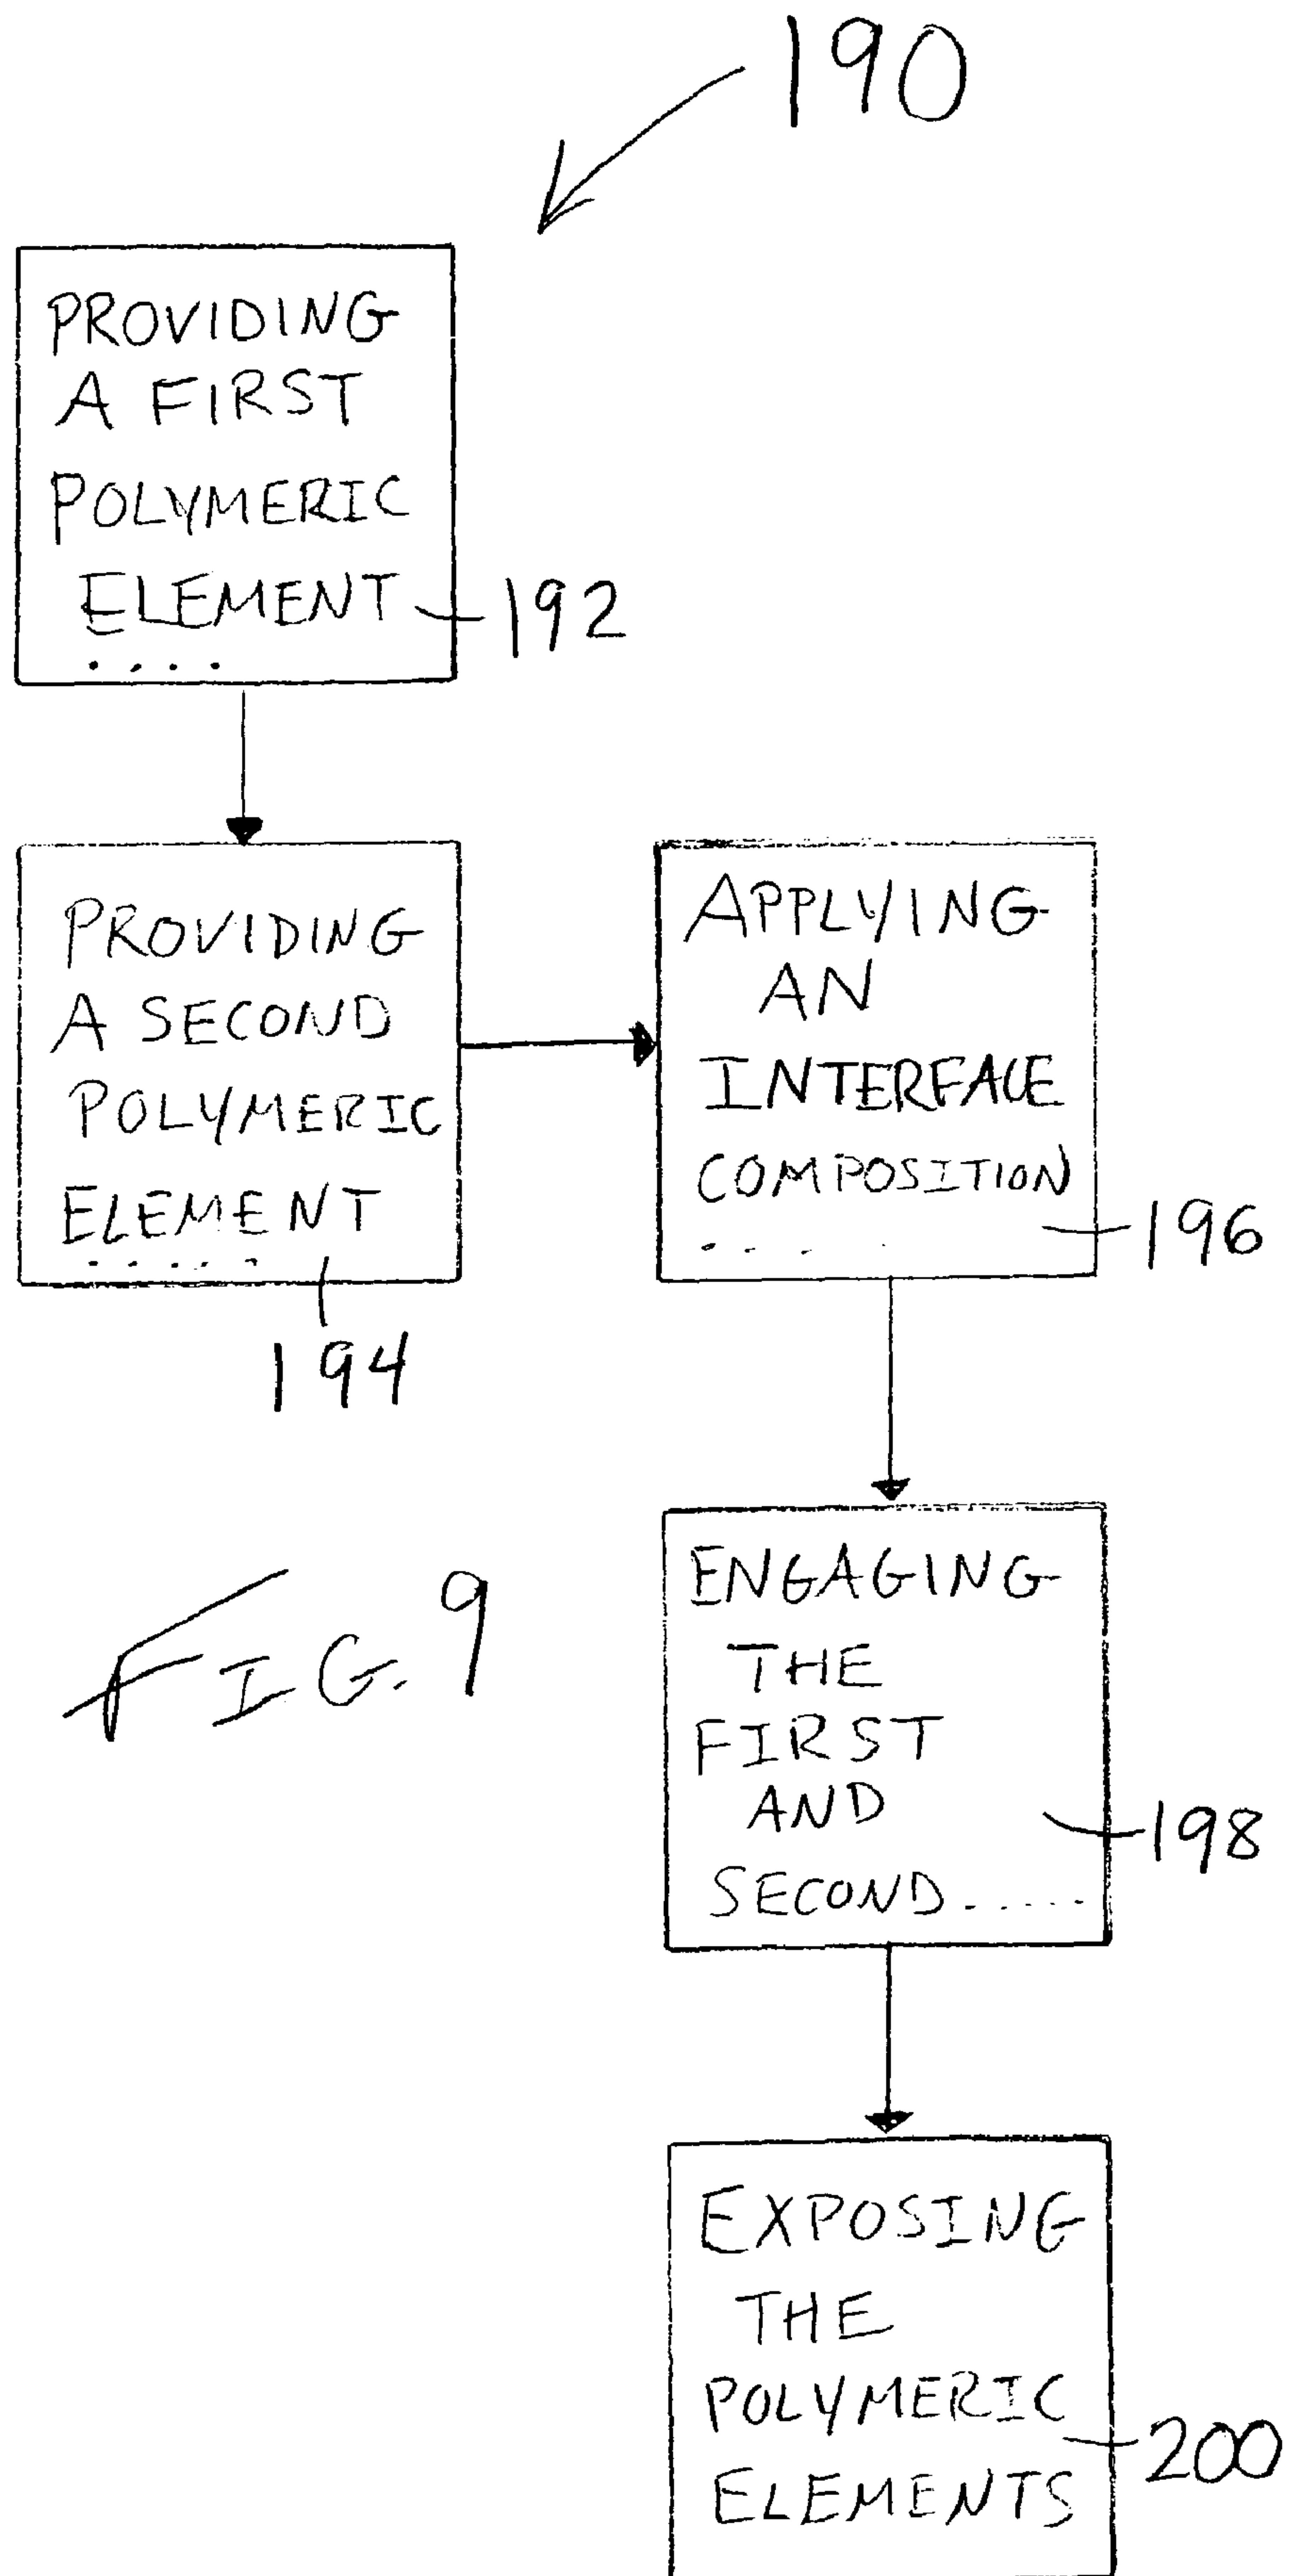 190
PROVIDING
A FIRST
POLYMERIC
ELEMENT
....
192
PROVIDING
A SECOND
POLYMERIC
ELEMENT
.....
194
APPLYING
AN
INTERFACE
COMPOSITION
....
196
ENGAGING
THE
FIRST
AND
SECOND.....
198
FIG. 9
EXPOSING
THE
POLYMERIC
ELEMENTS
200